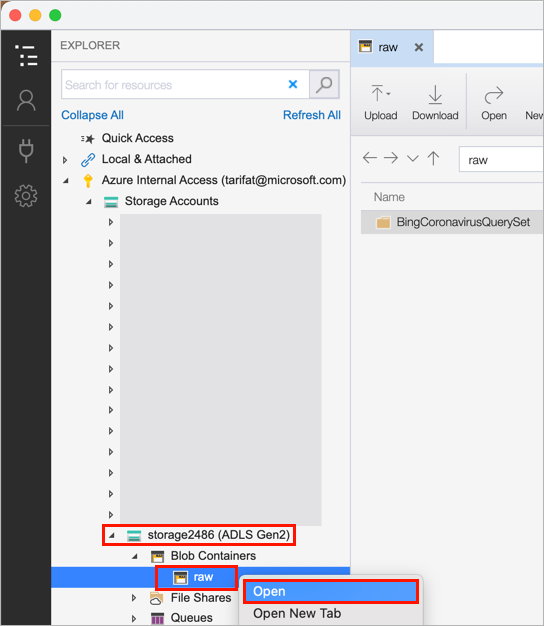 EXPLORER
Search for resources
Collapse All
Refresh All
Quick Access
Local & Attached
Azure Internal Access (tarifat@microsoft.com)
Storage Accounts
storage2486 (ADLS Gen2)
Blob Containers
raw
File Shares
Queues
Open
Open New Tab
raw
Upload
Download
Open
New
raw
Name
BingCoronavirusQuerySet